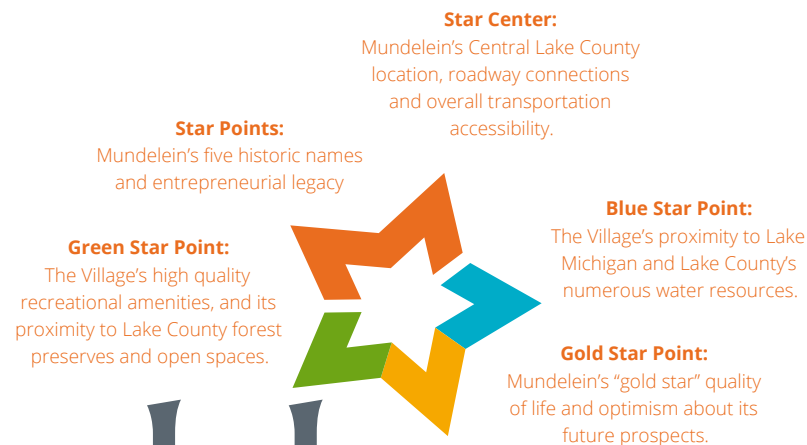 Star Center:
Mundelein’s Central Lake County
location, roadway connections
and overall transportation
accessibility.
Star Points:
Mundelein’s five historic names
and entrepreneurial legacy
Blue Star Point:
The Village’s proximity to Lake
Michigan and Lake County’s
numerous water resources.
Green Star Point:
The Village’s high quality
recreational amenities, and its
proximity to Lake County forest
preserves and open spaces.
Gold Star Point:
Mundelein’s “gold star” quality
of life and optimism about its
future prospects.